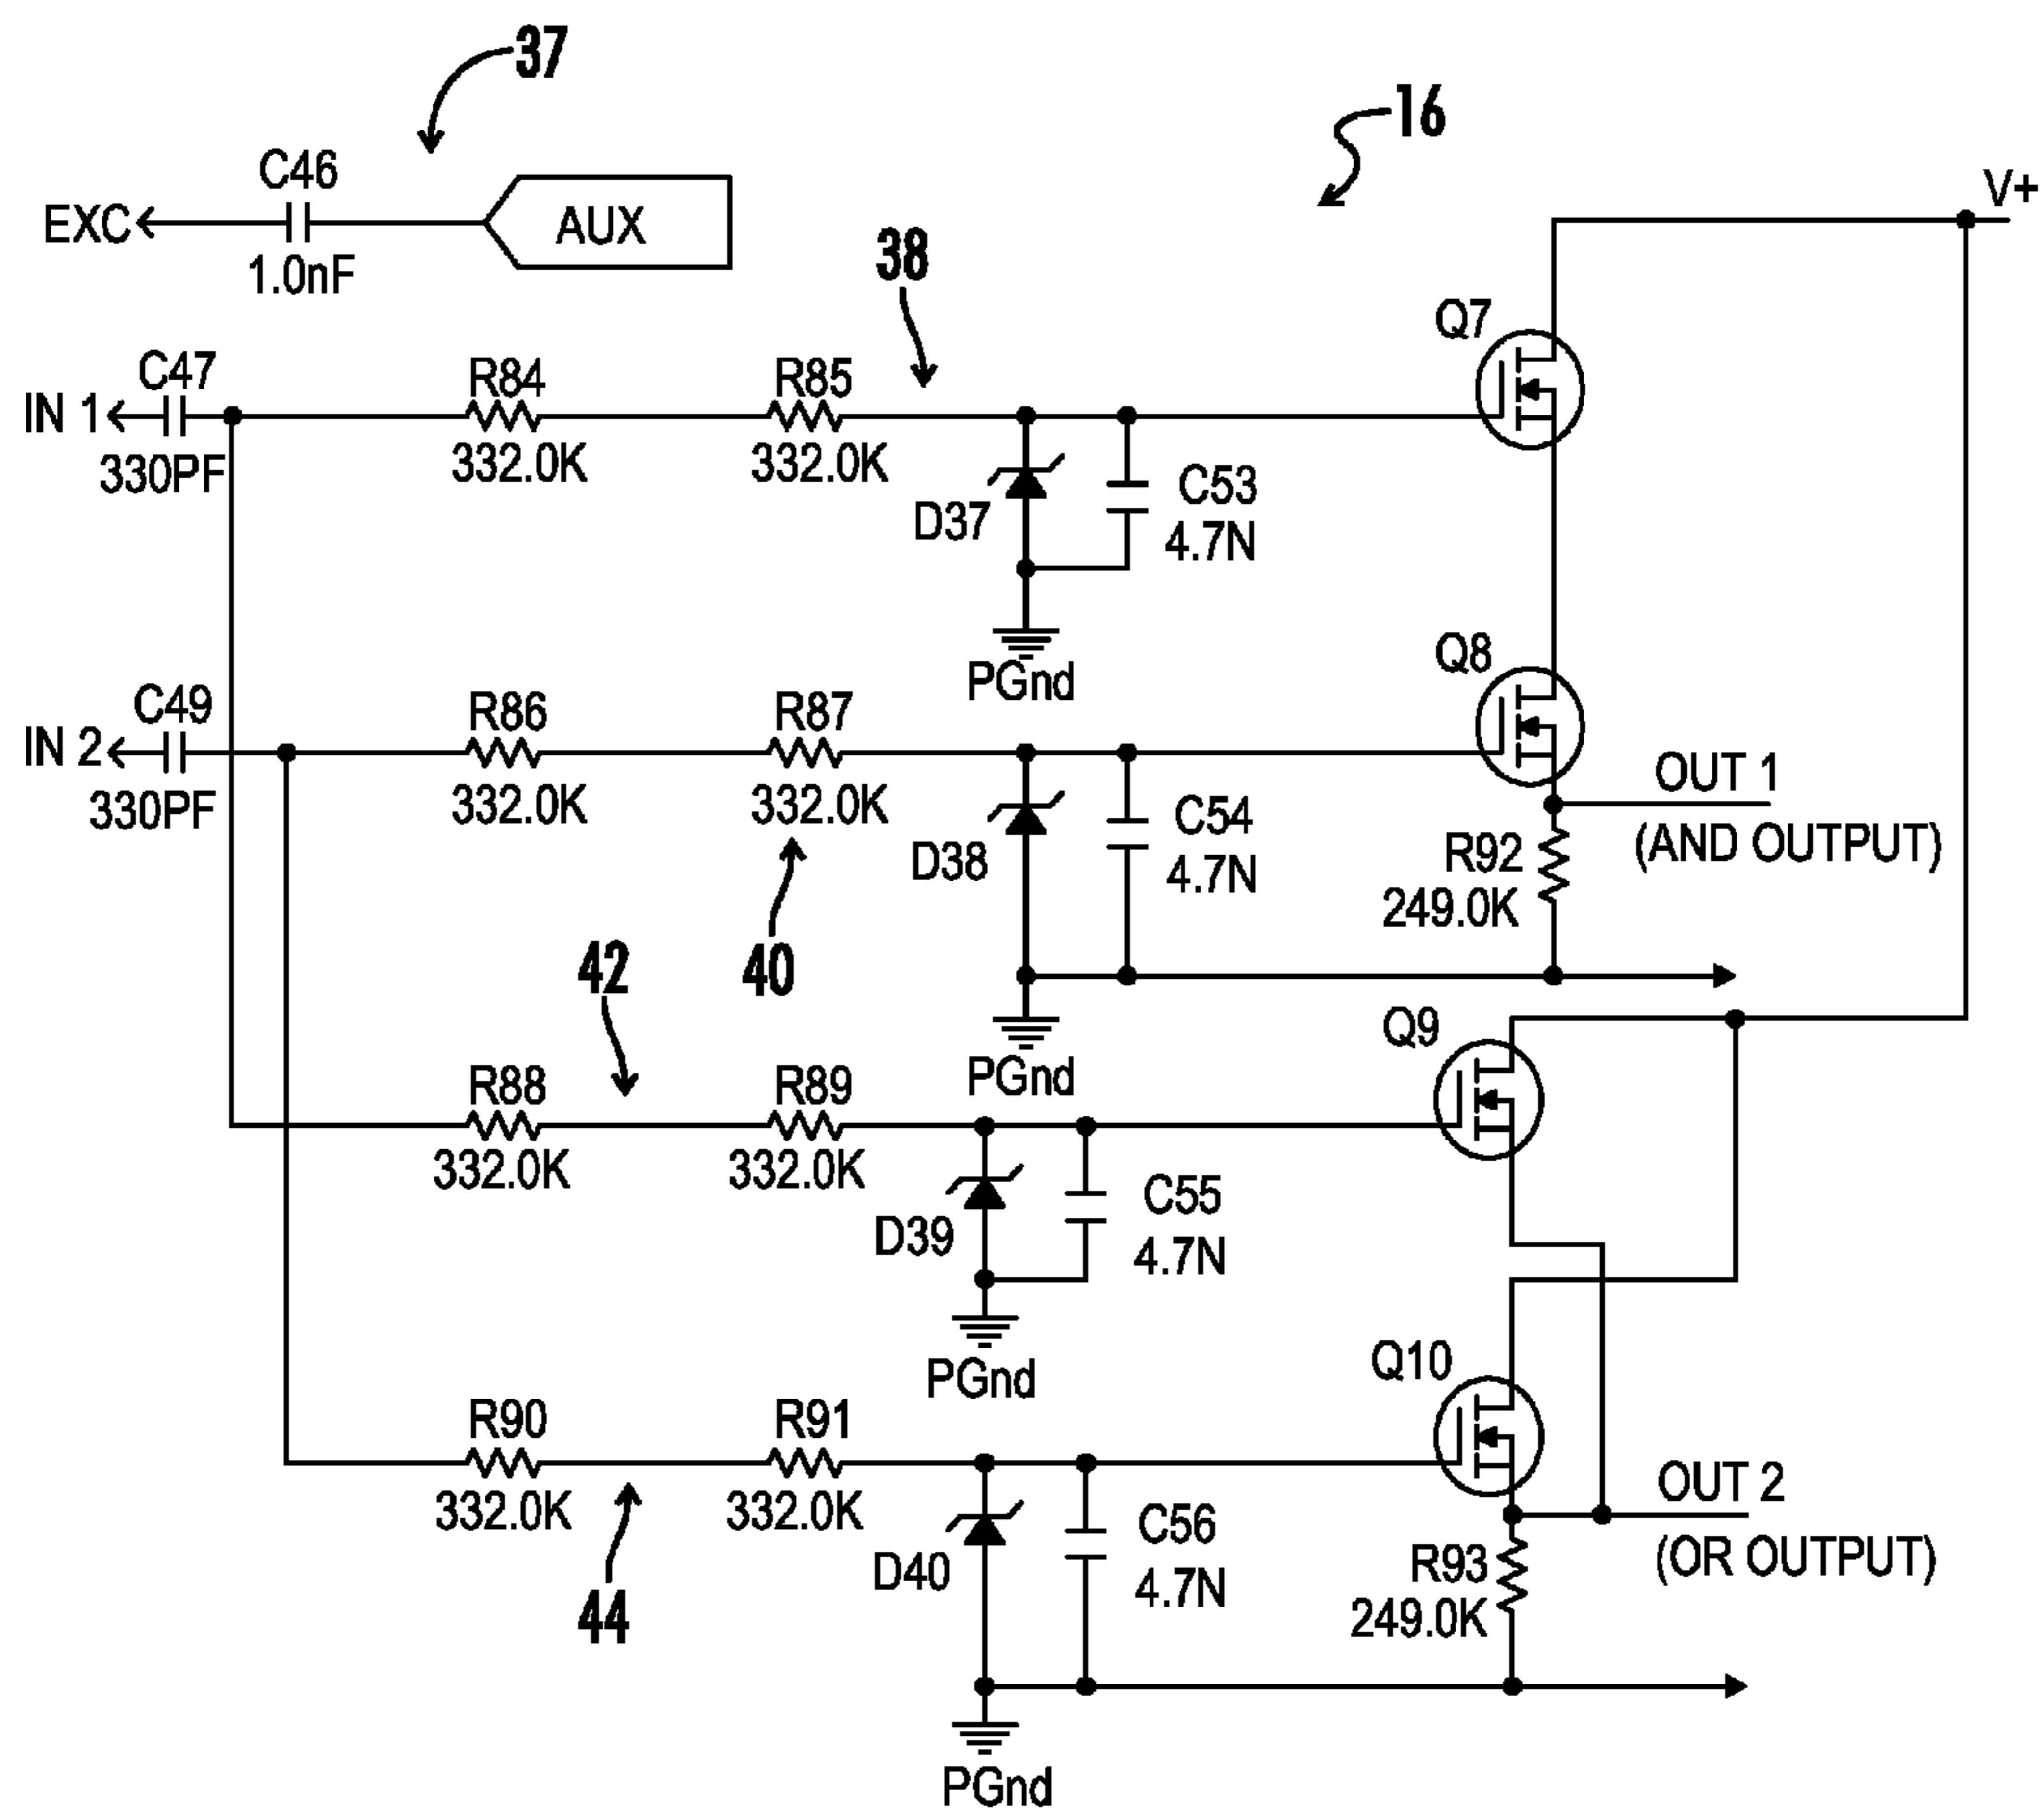 37
16
C46
V+
EXC
AUX
38
1.0nF
Q7
C47
R84
R85
IN 1
332.0K
332.0K
330PF
D37
C53
4.7N
PGnd
Q8
C49
R86
R87
IN 2
OUT 1
332.0K
332.0K
330PF
D38
C54
4.7N
R92
(AND OUTPUT)
249.0K
42
40
Q9
PGnd
R88
R89
332.0K
332.0K
D39
C55
4.7N
PGnd
Q10
R90
R91
OUT 2
332.0K
332.0K
D40
C56
4.7N
R93
(OR OUTPUT)
249.0K
44
PGnd